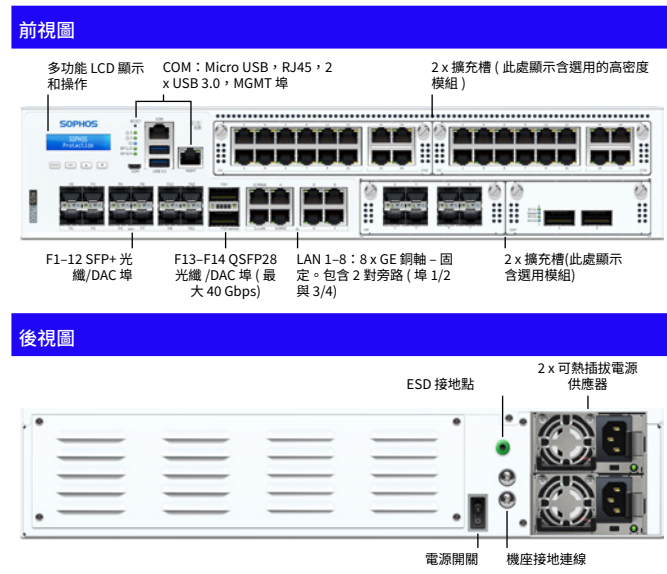 前視圖
多功能 LCD 顯示
和操作
COM：Micro USB，RJ45，2
x USB 3.0，MGMT 埠
2 x 擴充槽 ( 此處顯示含選用的高密度
模組 )
SOPHOS
SOPHOS
Protection
F1–12 SFP+ 光
纖/DAC 埠
F13–F14 QSFP28
光纖 /DAC 埠 ( 最
大 40 Gbps)
LAN 1–8：8 x GE 銅軸 – 固
定。包含 2 對旁路 ( 埠 1/2
與 3/4)
2 x 擴充槽(此處顯示
含選用模組)
後視圖
ESD 接地點
2 x 可熱插拔電源
供應器
電源開關
機座接地連線